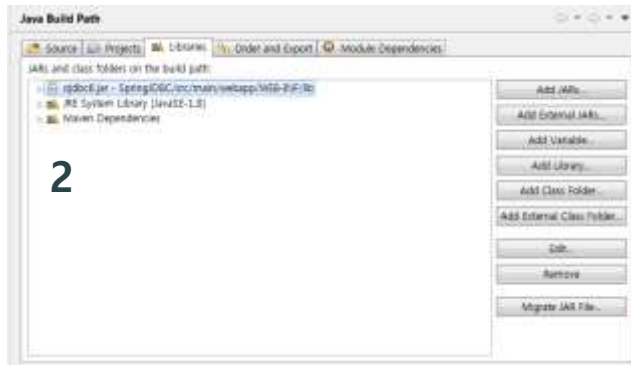 Java Build Path
Source Projects Libraries Order and Export Module Dependencies
JARs and class folders on the build path:
ojdbc6.jar - SpringJDBC/src/main/webapp/WEB-INF/lib
JRE System Library [JavaSE-1.8]
Maven Dependencies
2
Add JARs...
Add External JARs...
Add Variable...
Add Library...
Add Class Folder...
Add External Class Folder...
Edit...
Remove
Migrate JAR File...